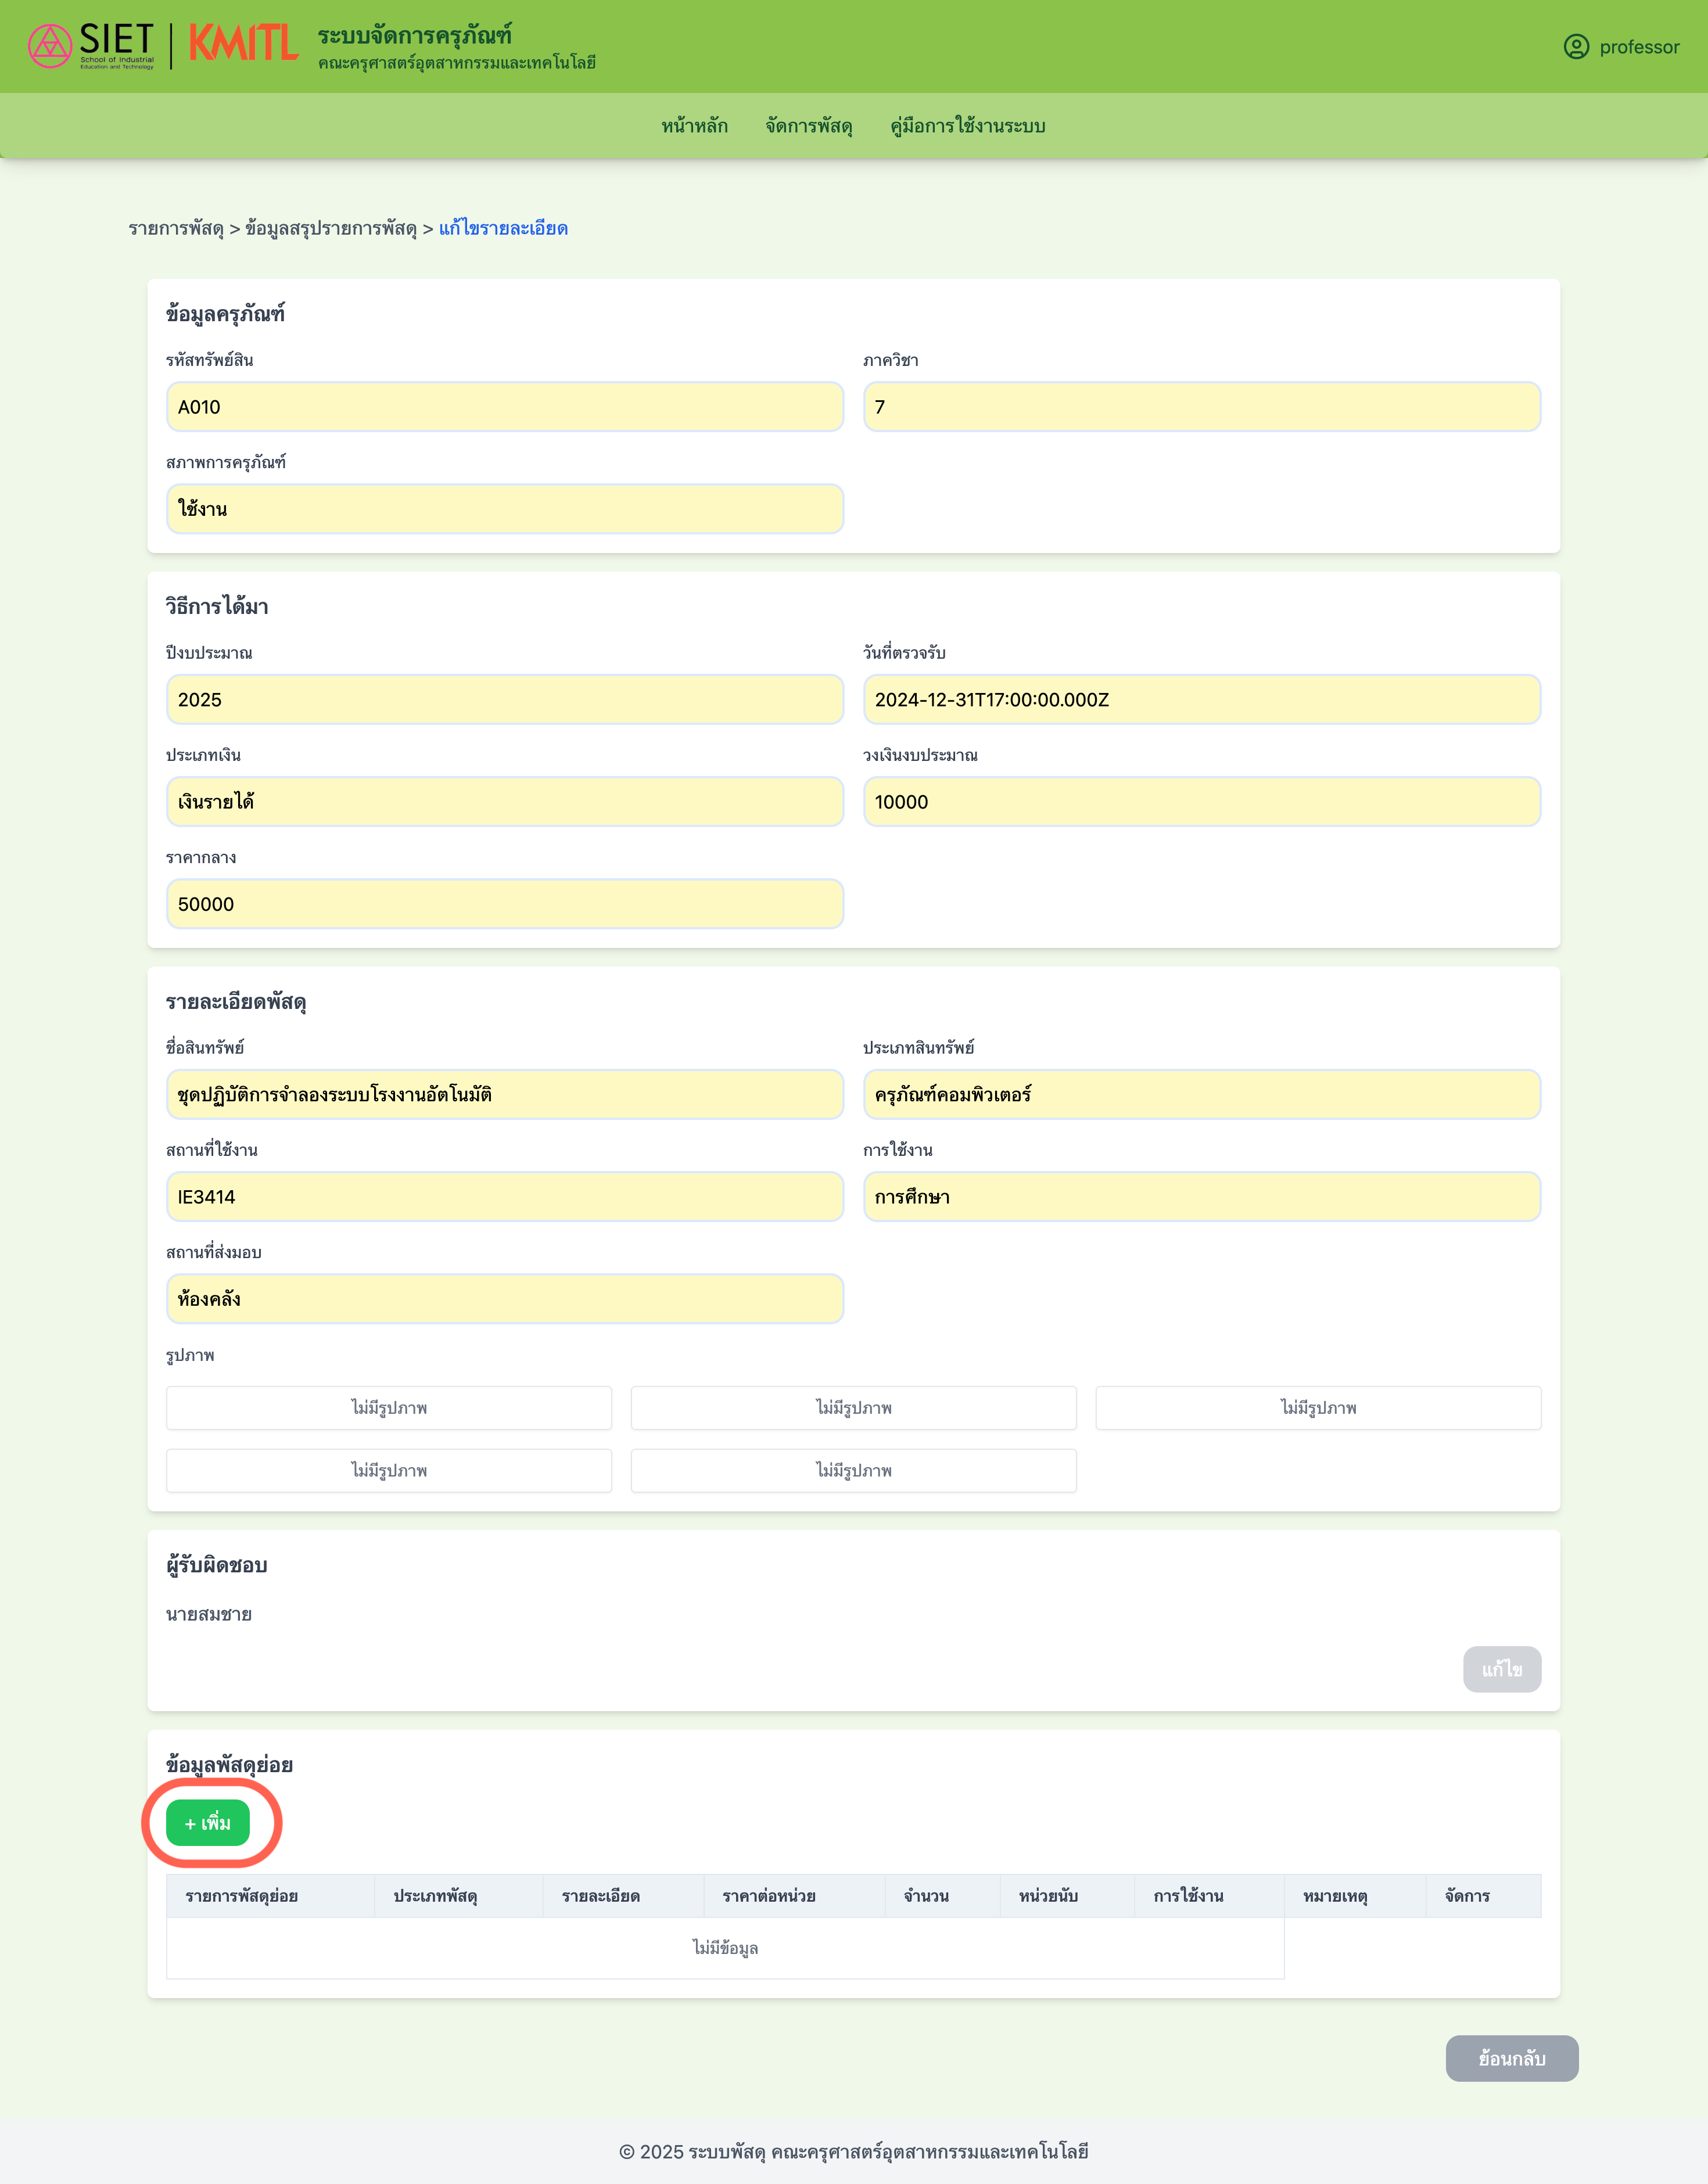 SIET
School of Industrial
Education and Technology
KMITL
ระบบจัดการครุภัณฑ์
คณะครุศาสตร์อุตสาหกรรมและเทคโนโลยี
professor
หน้าหลัก จัดการพัสดุ คู่มือการใช้งานระบบ
รายการพัสดุ > ข้อมูลสรุปรายการพัสดุ > แก้ไขรายละเอียด
ข้อมูลครุภัณฑ์
รหัสทรัพย์สิน ภาควิชา
A010 7
สภาพการครุภัณฑ์
ใช้งาน
วิธีการได้มา
ปีงบประมาณ วันที่ตรวจรับ
2025 2024-12-31T17:00:00.000Z
ประเภทเงิน วงเงินงบประมาณ
เงินรายได้ 10000
ราคากลาง
50000
รายละเอียดพัสดุ
ชื่อสินทรัพย์ ประเภทสินทรัพย์
ชุดปฏิบัติการจำลองระบบโรงงานอัตโนมัติ ครุภัณฑ์คอมพิวเตอร์
สถานที่ใช้งาน การใช้งาน
IE3414 การศึกษา
สถานที่ส่งมอบ
ห้องคลัง
รูปภาพ
ไม่มีรูปภาพ ไม่มีรูปภาพ ไม่มีรูปภาพ
ไม่มีรูปภาพ ไม่มีรูปภาพ
ผู้รับผิดชอบ
นายสมชาย
แก้ไข
ข้อมูลพัสดุย่อย
+ เพิ่ม
รายการพัสดุย่อย ประเภทพัสดุ รายละเอียด ราคาต่อหน่วย จำนวน หน่วยนับ การใช้งาน หมายเหตุ จัดการ
ไม่มีข้อมูล
ย้อนกลับ
© 2025 ระบบพัสดุ คณะครุศาสตร์อุตสาหกรรมและเทคโนโลยี